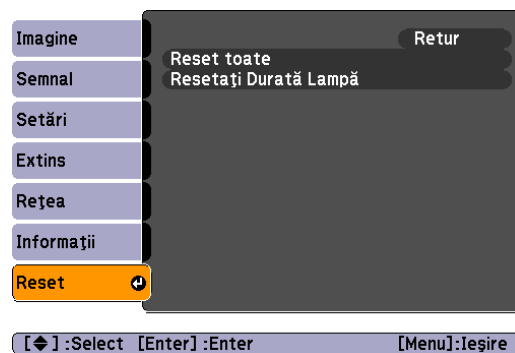 Imagine
Semnal
Setări
Extins
Reţea
Informaţii
Reset
Retur
Reset toate
Resetaţi Durată Lampă
[◆] :Select [Enter] :Enter [Menu]:Ieşire